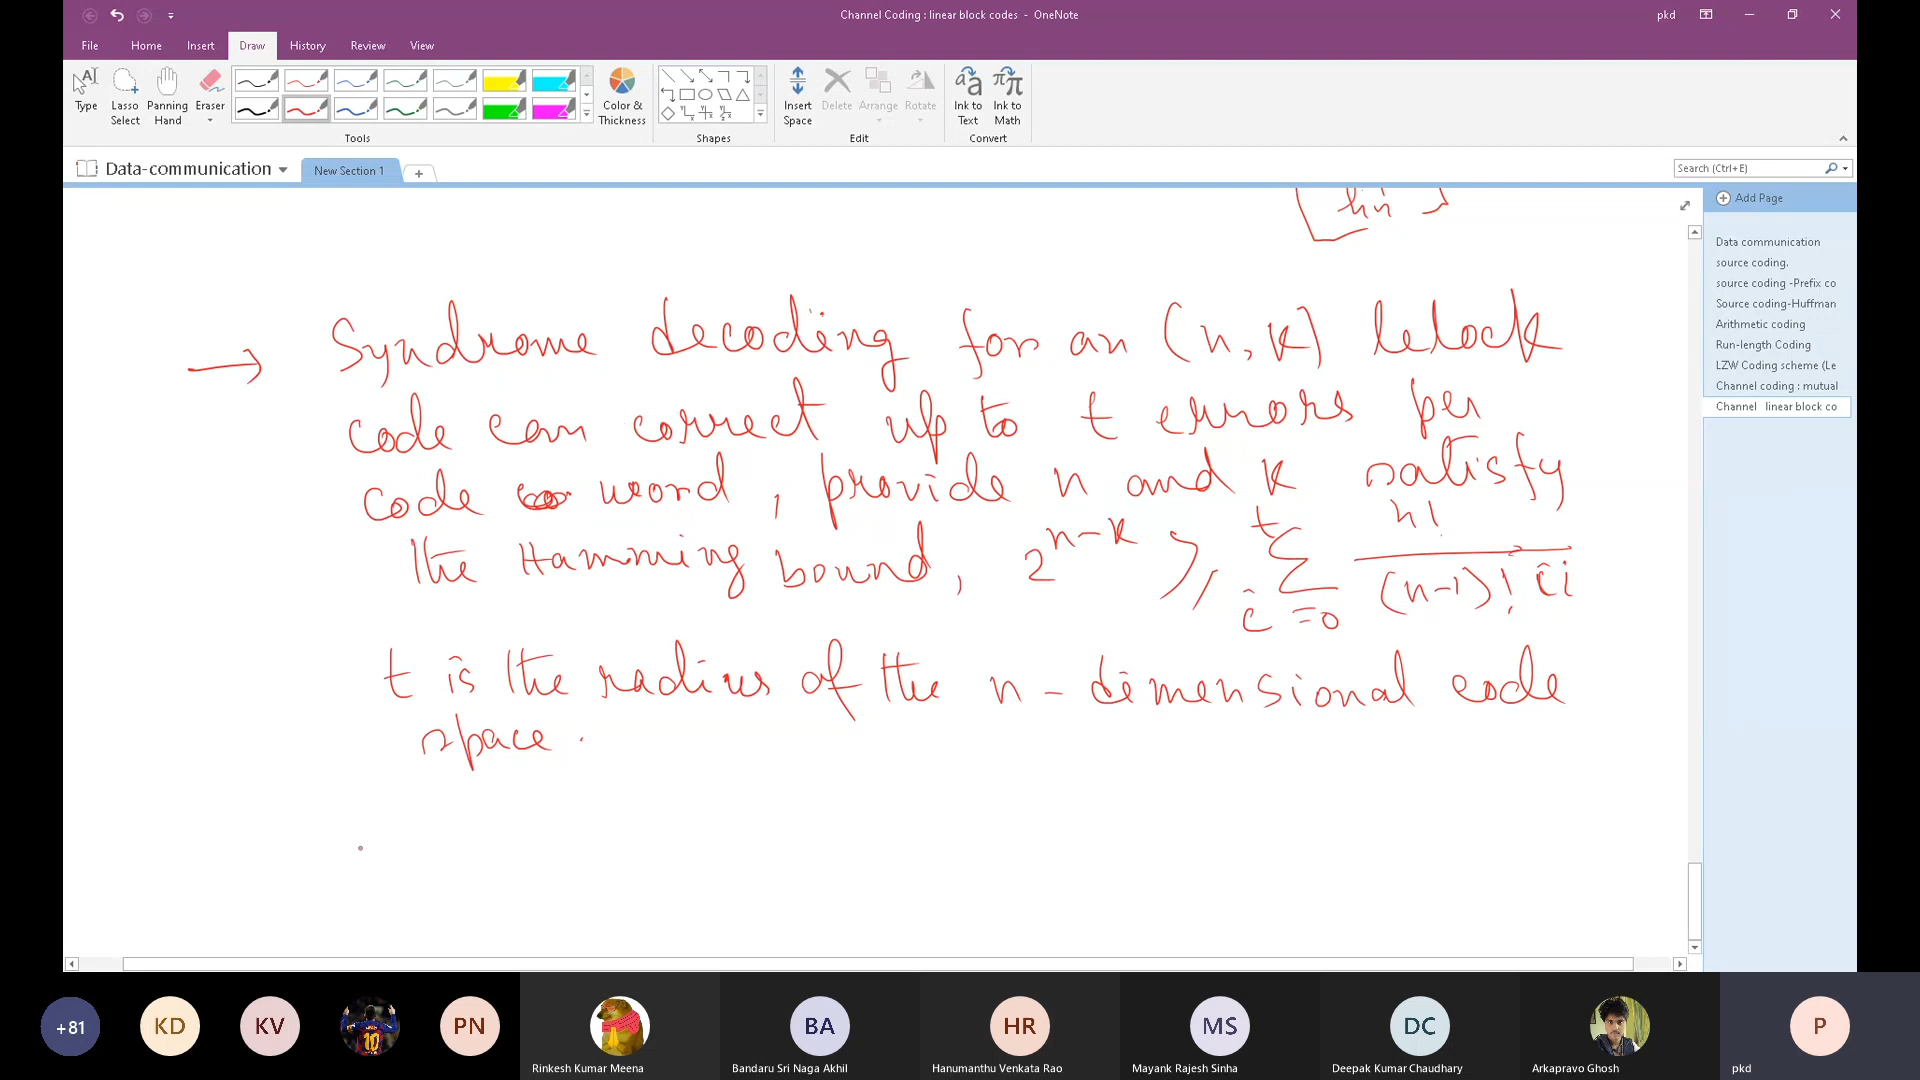 Channel Coding : linear block codes - OneNote
pkd
File Home Insert Draw History Review View
Type
Lasso Select
Panning Hand
Eraser
Color & Thickness
Insert Space
Delete
Arrange
Rotate
Ink to Text
Ink to Math
Tools
Shapes
Edit
Convert
Data-communication
New Section 1
Search (Ctrl+E)
Add Page
Data communication
source coding.
source coding -Prefix co
Source coding-Huffman
Arithmetic coding
Run-length Coding
LZW Coding scheme (Le
Channel coding : mutual
Channel linear block co
→ Syndrome decoding for an (n, k) block
code can correct up to t errors per
code word, provide n and k satisfy
the Hamming bound, 2^{n-k} ≥ Σ_{i=0}^{t} n! / (n-1)! i!
t is the radius of the n-dimensional code
space.
+81
KD
KV
10
PN
BA
HR
MS
DC
P
Rinkesh Kumar Meena
Bandaru Sri Naga Akhil
Hanumanthu Venkata Rao
Mayank Rajesh Sinha
Deepak Kumar Chaudhary
Arkapravo Ghosh
pkd